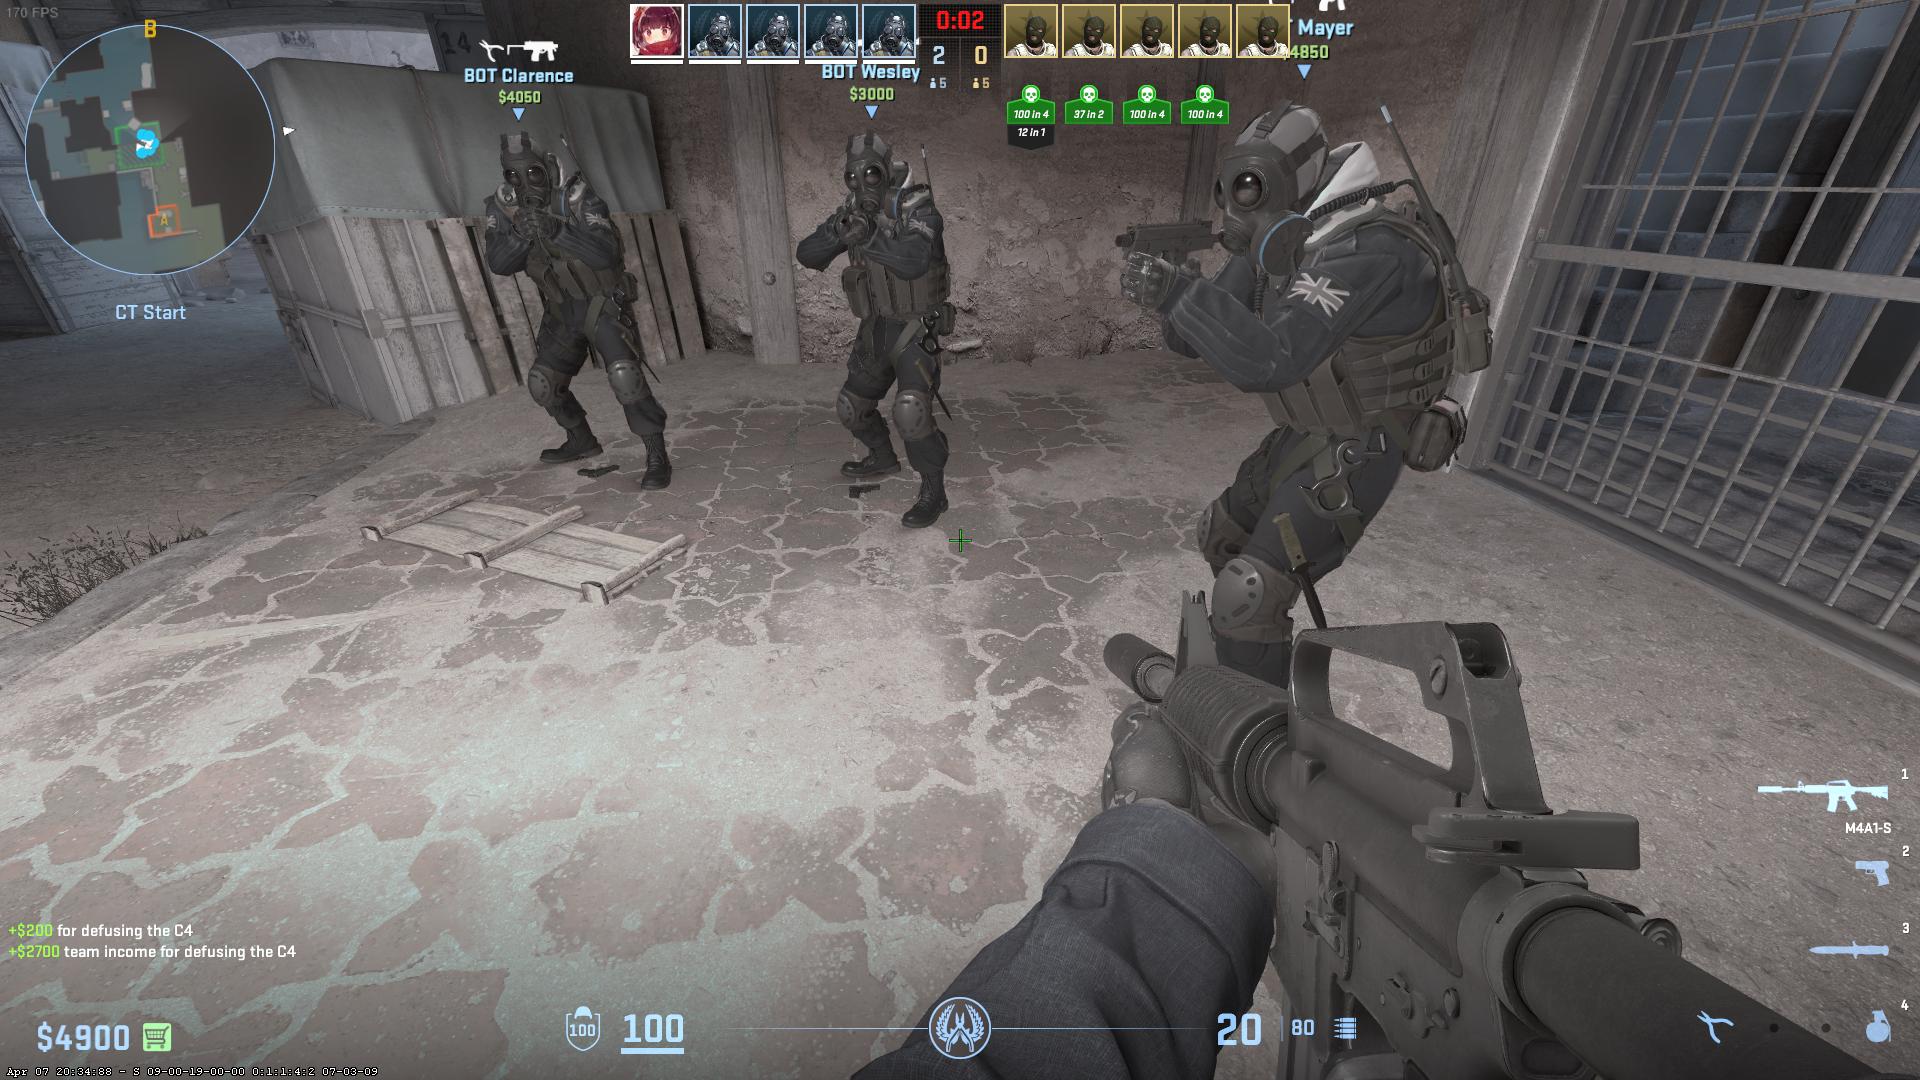 170 FPS
B
14
BOT Clarence
$4050
0:02
2 0
5 5
BOT Wesley
$3000
Mayer
4850
100 in 4
37 in 2
100 in 4
100 in 4
12 in 1
A
CT Start
1
M4A1-S
2
3
4
+$200 for defusing the C4
+$2700 team income for defusing the C4
$4900
100
100
20 80
Apr 07 20:34:88 - S 09-00-19-00-00 0:1:1:4:2 07-03-09